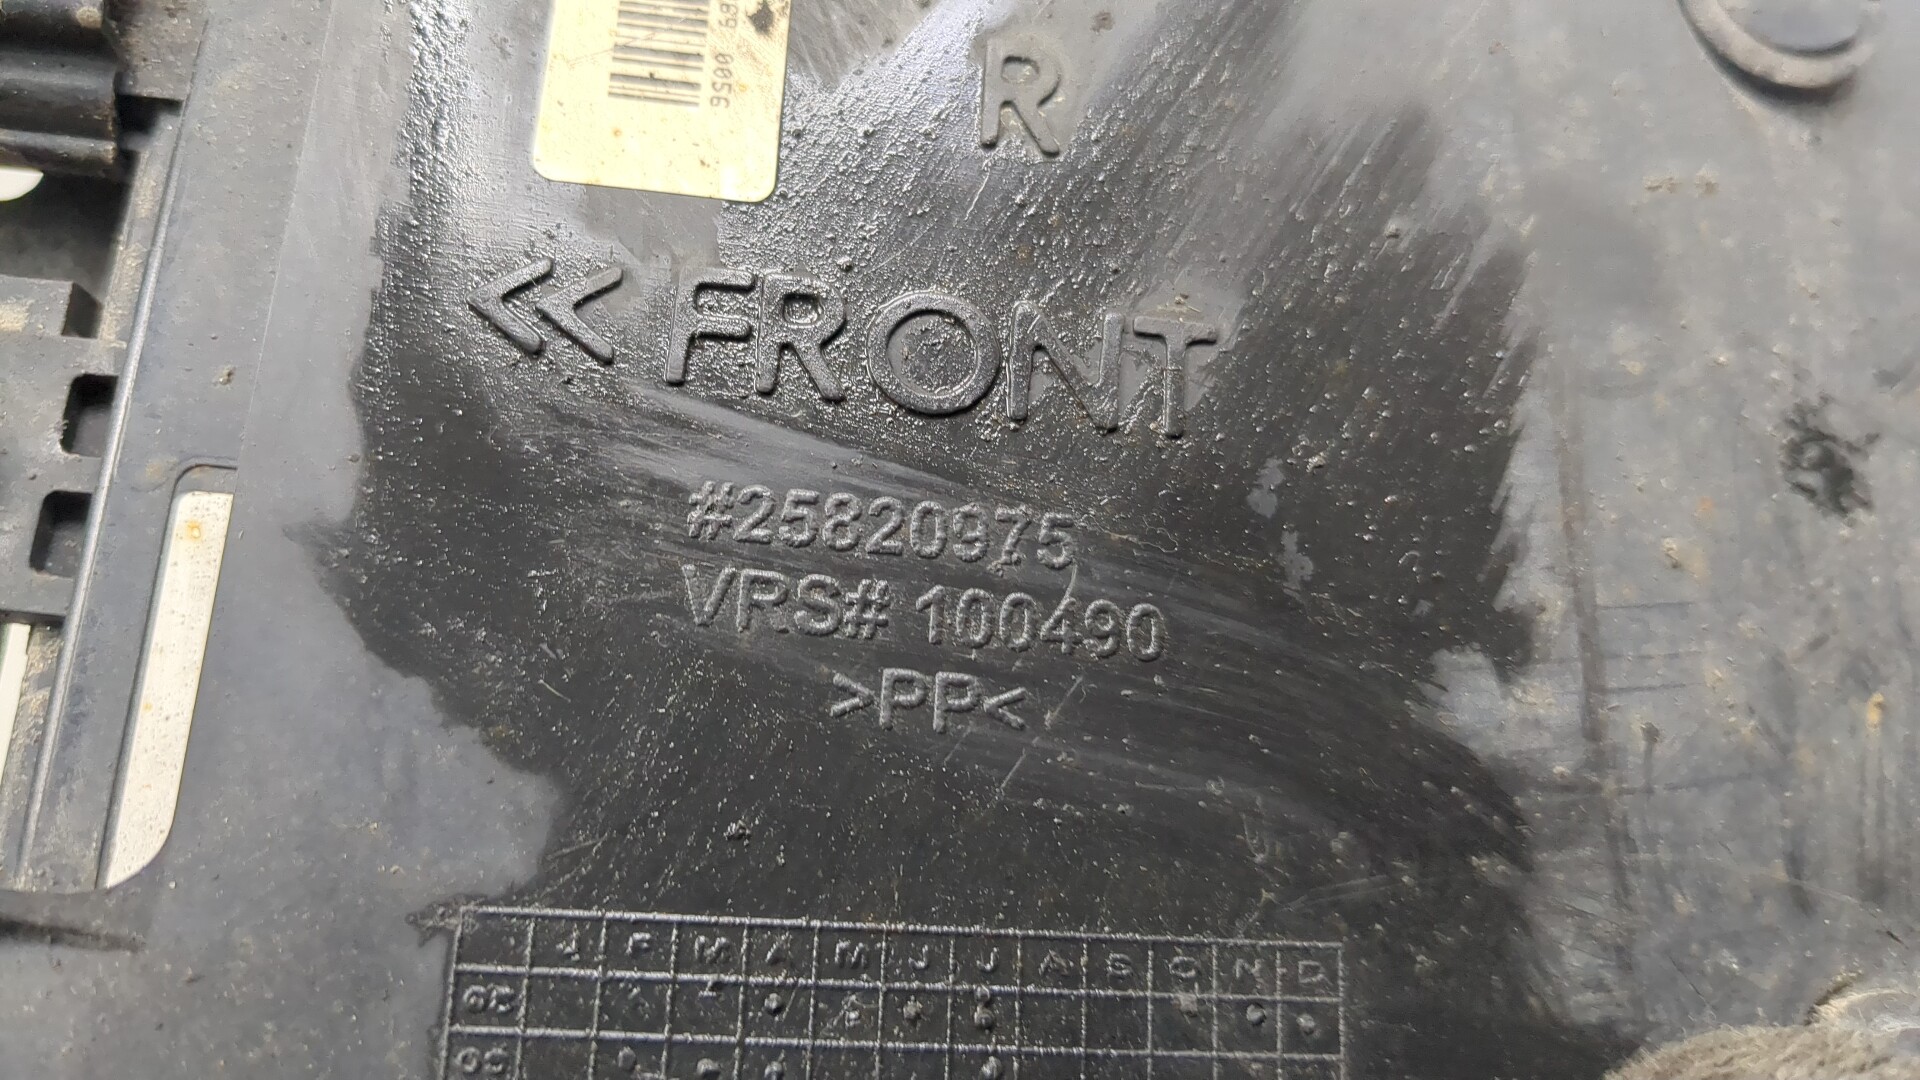 R
<< FRONT
#25820975
VRS# 100490
>PP<
J F M A M J J A S O N D